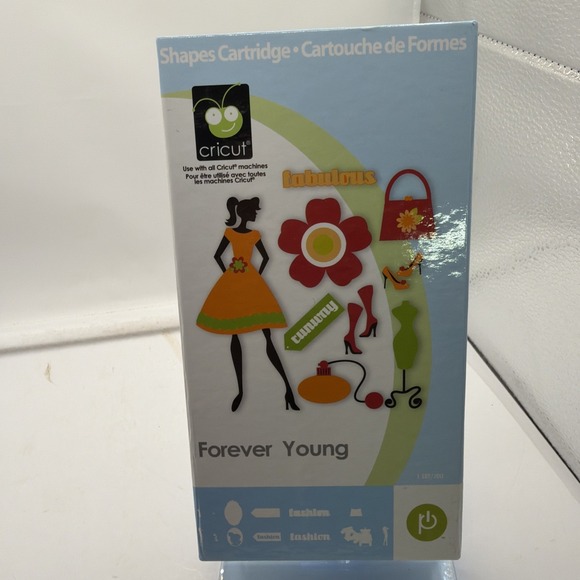 Shapes Cartridge • Cartouche de Formes
cricut®
Use with all Cricut® machines
Pour être utilisé avec toutes
les machines Cricut®
fabulous
runway
Forever Young
fashion
fashion
fashion